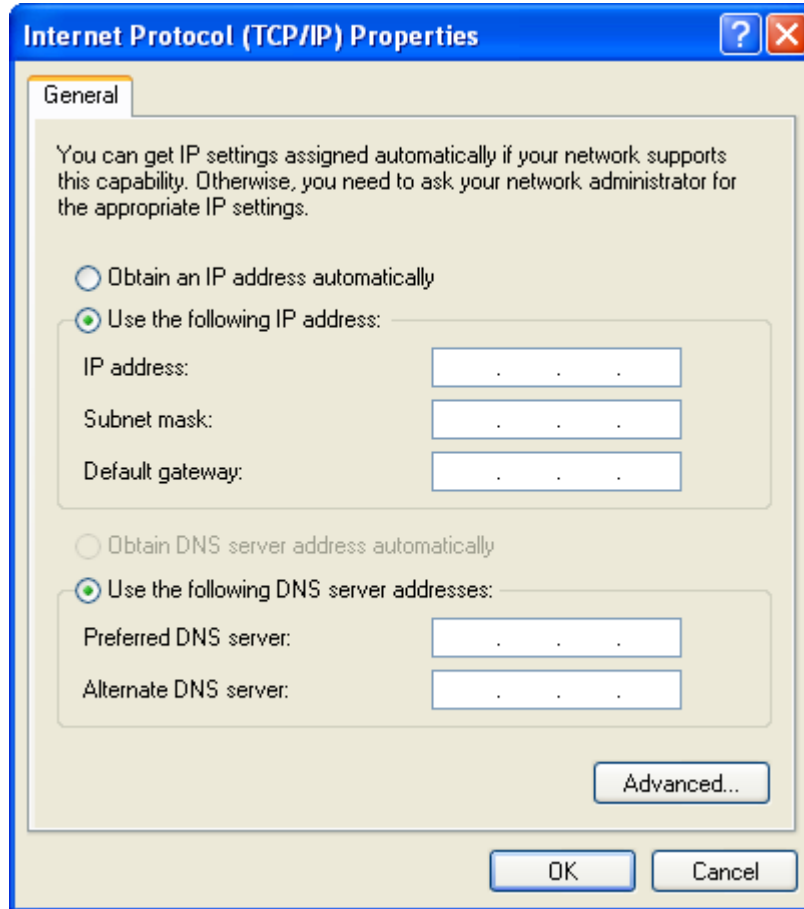 Internet Protocol (TCP/IP) Properties
General
You can get IP settings assigned automatically if your network supports
this capability. Otherwise, you need to ask your network administrator for
the appropriate IP settings.
Obtain an IP address automatically
Use the following IP address:
IP address: . . .
Subnet mask: . . .
Default gateway: . . .
Obtain DNS server address automatically
Use the following DNS server addresses:
Preferred DNS server: . . .
Alternate DNS server: . . .
Advanced...
OK Cancel